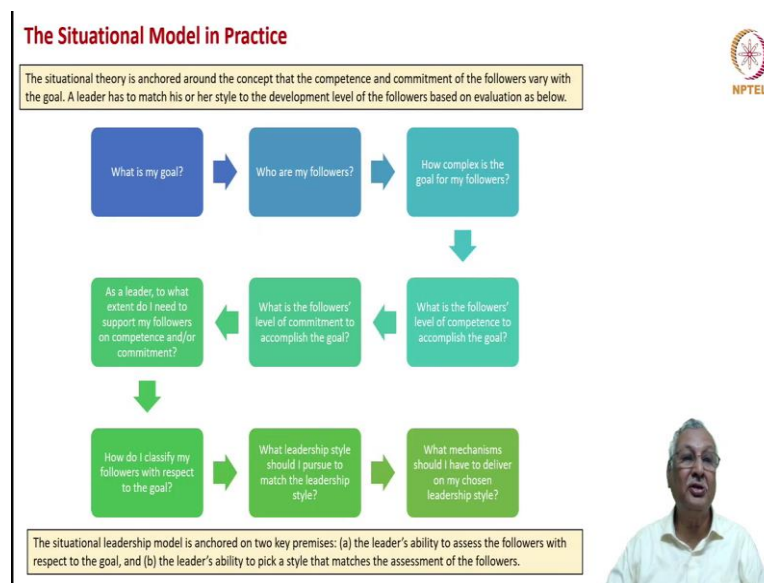 The Situational Model in Practice
NPTEL
The situational theory is anchored around the concept that the competence and commitment of the followers vary with
the goal. A leader has to match his or her style to the development level of the followers based on evaluation as below.
What is my goal?
Who are my followers?
How complex is
the goal for my
followers?
What is the followers'
level of competence to
accomplish the goal?
What is the followers'
level of commitment to
accomplish the goal?
As a leader, to what
extent do I need to
support my followers
on competence and/or
commitment?
How do I classify my
followers with respect
to the goal?
What leadership style
should I pursue to
match the leadership
style?
What mechanisms
should I have to deliver
on my chosen
leadership style?
The situational leadership model is anchored on two key premises: (a) the leader's ability to assess the followers with
respect to the goal, and (b) the leader's ability to pick a style that matches the assessment of the followers.